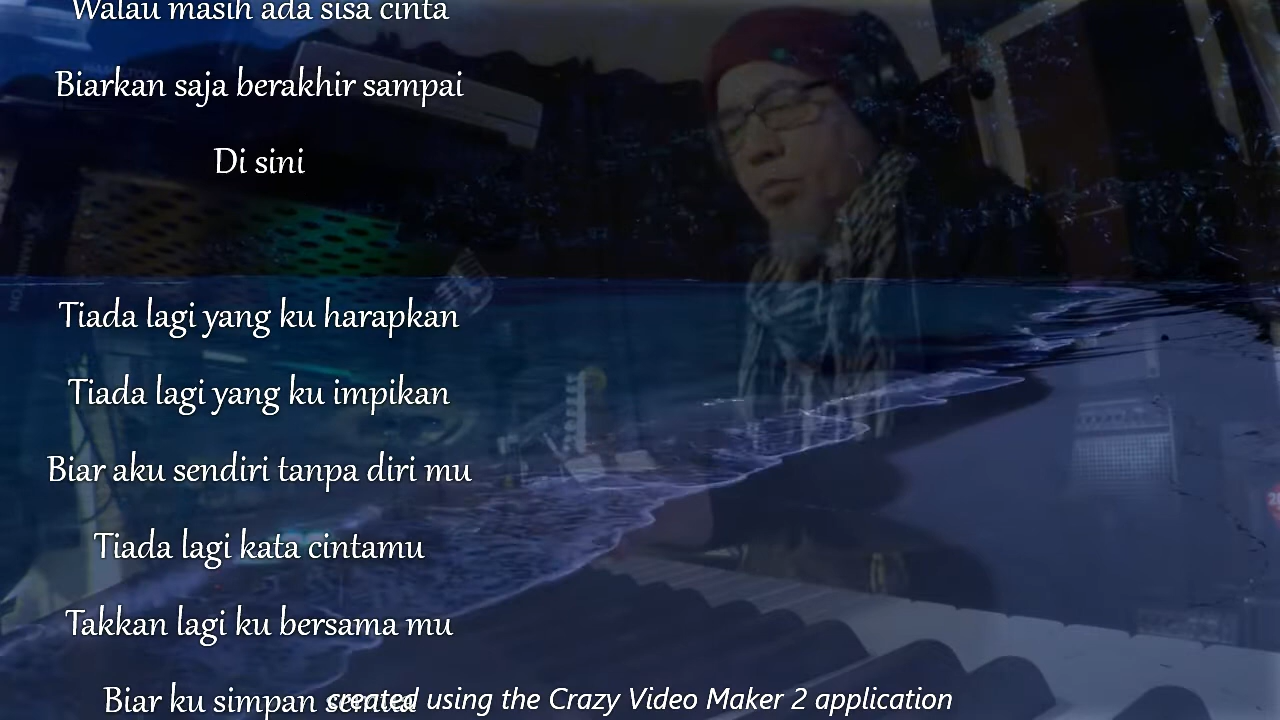 Walau masih ada sisa cinta
Biarkan saja berakhir sampai
Di sini
Tiada lagi yang ku harapkan
Tiada lagi yang ku impikan
Biar aku sendiri tanpa diri mu
Tiada lagi kata cintamu
Takkan lagi ku bersama mu
Biar ku simpan semua
created using the Crazy Video Maker 2 application